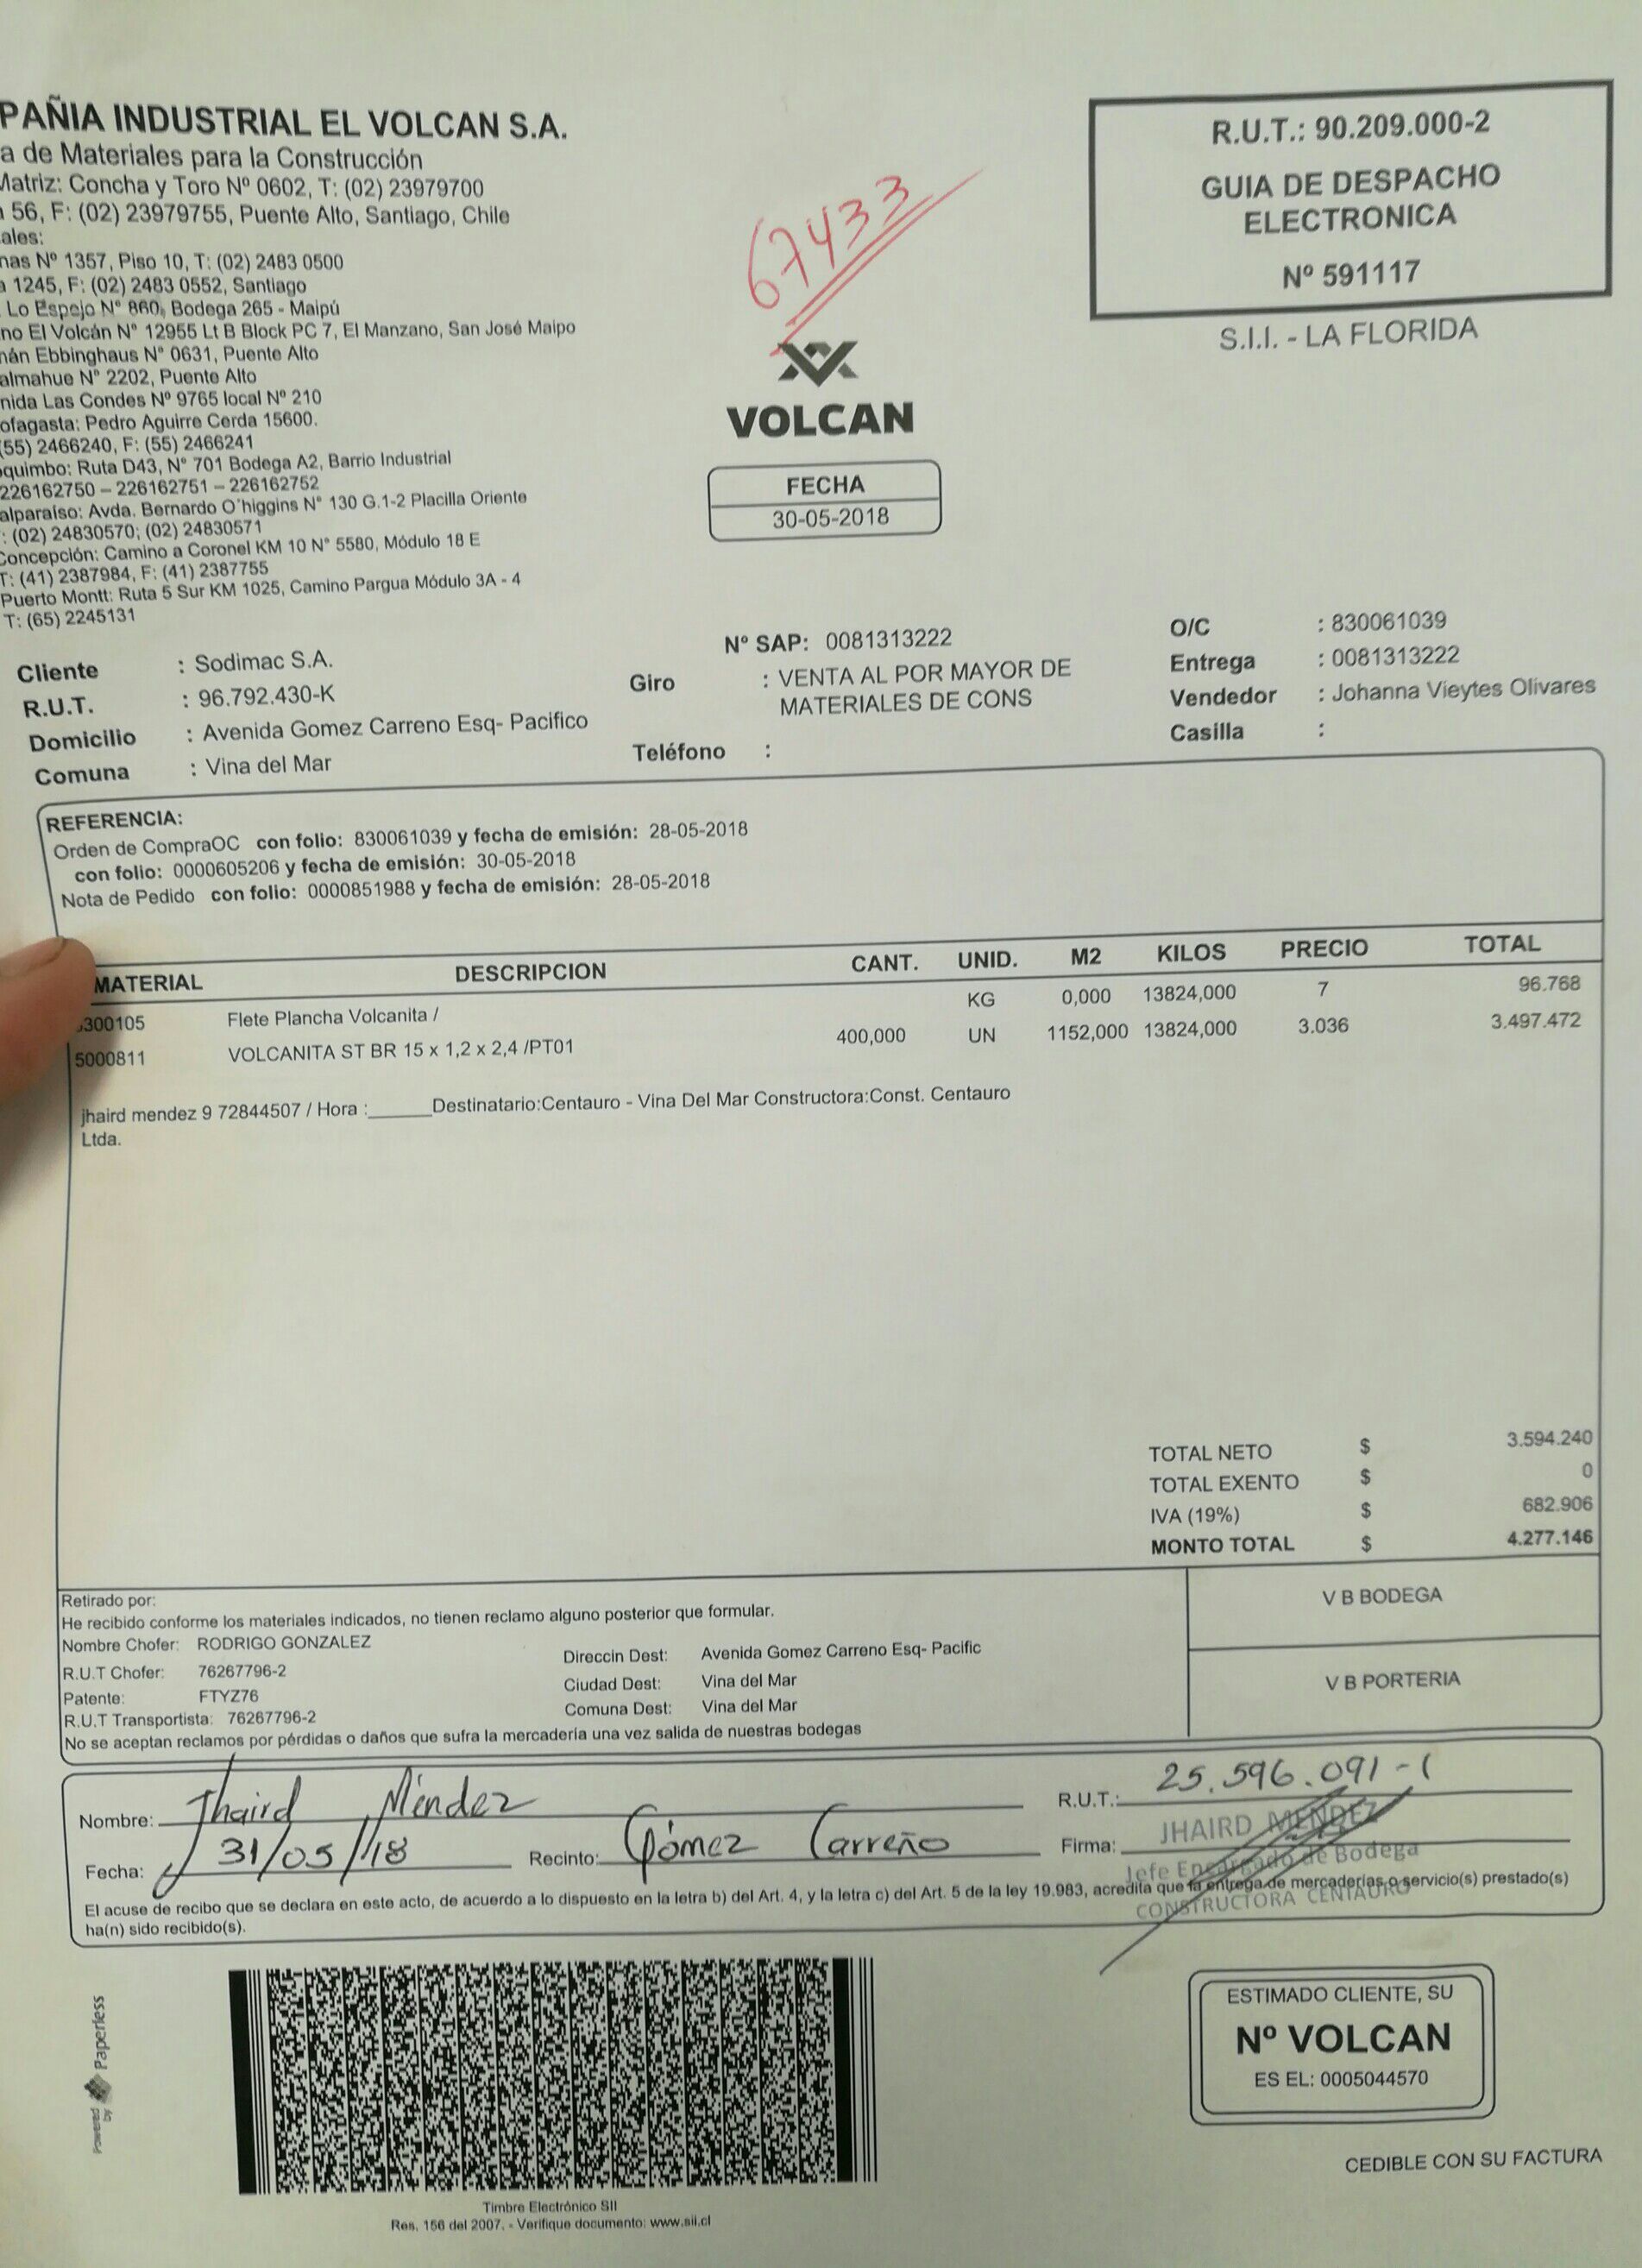 PAÑIA INDUSTRIAL EL VOLCAN S.A.
a de Materiales para la Construcción
Matriz: Concha y Toro Nº 0602, T: (02) 23979700
56, F: (02) 23979755, Puente Alto, Santiago, Chile
ales:
nas Nº 1357, Piso 10, T: (02) 2483 0500
a 1245, F: (02) 2483 0552, Santiago
Lo Espejo N° 860, Bodega 265 - Maipú
no El Volcán N° 12955 Lt B Block PC 7, El Manzano, San José Maipo
nán Ebbinghaus N° 0631, Puente Alto
almahue N° 2202, Puente Alto
nida Las Condes Nº 9765 local Nº 210
ofagasta: Pedro Aguirre Cerda 15600.
(55) 2466240, F: (55) 2466241
oquimbo: Ruta D43, N° 701 Bodega A2, Barrio Industrial
226162750 – 226162751 – 226162752
alparaíso: Avda. Bernardo O'higgins N° 130 G.1-2 Placilla Oriente
: (02) 24830570; (02) 24830571
Concepción: Camino a Coronel KM 10 N° 5580, Módulo 18 E
T: (41) 2387984, F: (41) 2387755
Puerto Montt: Ruta 5 Sur KM 1025, Camino Pargua Módulo 3A - 4
T: (65) 2245131
67433
VOLCAN
FECHA
30-05-2018
R.U.T.: 90.209.000-2
GUIA DE DESPACHO
ELECTRONICA
Nº 591117
S.I.I. - LA FLORIDA
Cliente : Sodimac S.A.
R.U.T. : 96.792.430-K
Domicilio : Avenida Gomez Carreno Esq- Pacifico
Comuna : Vina del Mar
Nº SAP: 0081313222
Giro : VENTA AL POR MAYOR DE
MATERIALES DE CONS
Teléfono :
O/C : 830061039
Entrega : 0081313222
Vendedor : Johanna Vieytes Olivares
Casilla :
REFERENCIA:
Orden de CompraOC con folio: 830061039 y fecha de emisión: 28-05-2018
con folio: 0000605206 y fecha de emisión: 30-05-2018
Nota de Pedido con folio: 0000851988 y fecha de emisión: 28-05-2018
MATERIAL DESCRIPCION CANT. UNID. M2 KILOS PRECIO TOTAL
300105 Flete Plancha Volcanita / KG 0,000 13824,000 7 96.768
5000811 VOLCANITA ST BR 15 x 1,2 x 2,4 /PT01 400,000 UN 1152,000 13824,000 3.036 3.497.472
jhaird mendez 9 72844507 / Hora :______Destinatario:Centauro - Vina Del Mar Constructora:Const. Centauro
Ltda.
TOTAL NETO $ 3.594.240
TOTAL EXENTO $ 0
IVA (19%) $ 682.906
MONTO TOTAL $ 4.277.146
Retirado por:
He recibido conforme los materiales indicados, no tienen reclamo alguno posterior que formular.
Nombre Chofer: RODRIGO GONZALEZ
R.U.T Chofer: 76267796-2
Patente: FTYZ76
R.U.T Transportista: 76267796-2
Direccin Dest: Avenida Gomez Carreno Esq- Pacific
Ciudad Dest: Vina del Mar
Comuna Dest: Vina del Mar
No se aceptan reclamos por pérdidas o daños que sufra la mercadería una vez salida de nuestras bodegas
V B BODEGA
V B PORTERIA
Nombre: Jhaird Méndez
R.U.T.: 25.596.091-1
Fecha: 31/05/18 Recinto: Gómez Carreño
Firma: JHAIRD MENDEZ
Jefe Encargado de Bodega
CONSTRUCTORA CENTAURO
El acuse de recibo que se declara en este acto, de acuerdo a lo dispuesto en la letra b) del Art. 4, y la letra c) del Art. 5 de la ley 19.983, acredita que la entrega de mercaderías o servicio(s) prestado(s)
ha(n) sido recibido(s).
Powered by Paperless
Timbre Electrónico SII
Res. 156 del 2007. - Verifique documento: www.sii.cl
ESTIMADO CLIENTE, SU
Nº VOLCAN
ES EL: 0005044570
CEDIBLE CON SU FACTURA